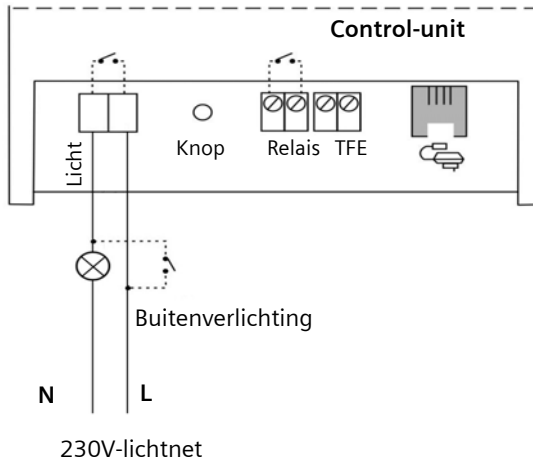 Control-unit
Licht
Knop
Relais
TFE
Buitenverlichting
N
L
230V-lichtnet